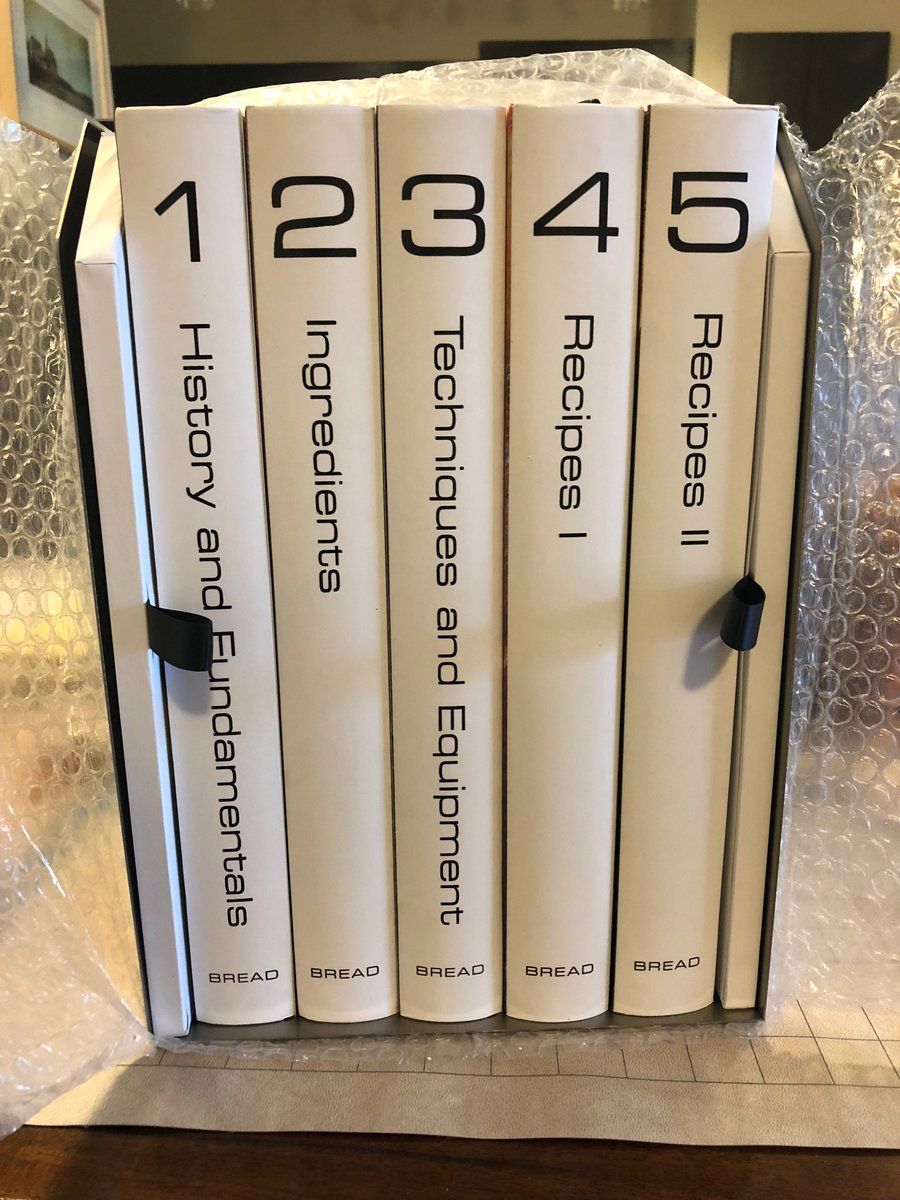 1
History and Fundamentals
BREAD
2
Ingredients
BREAD
3
Techniques and Equipment
BREAD
4
Recipes I
BREAD
5
Recipes II
BREAD